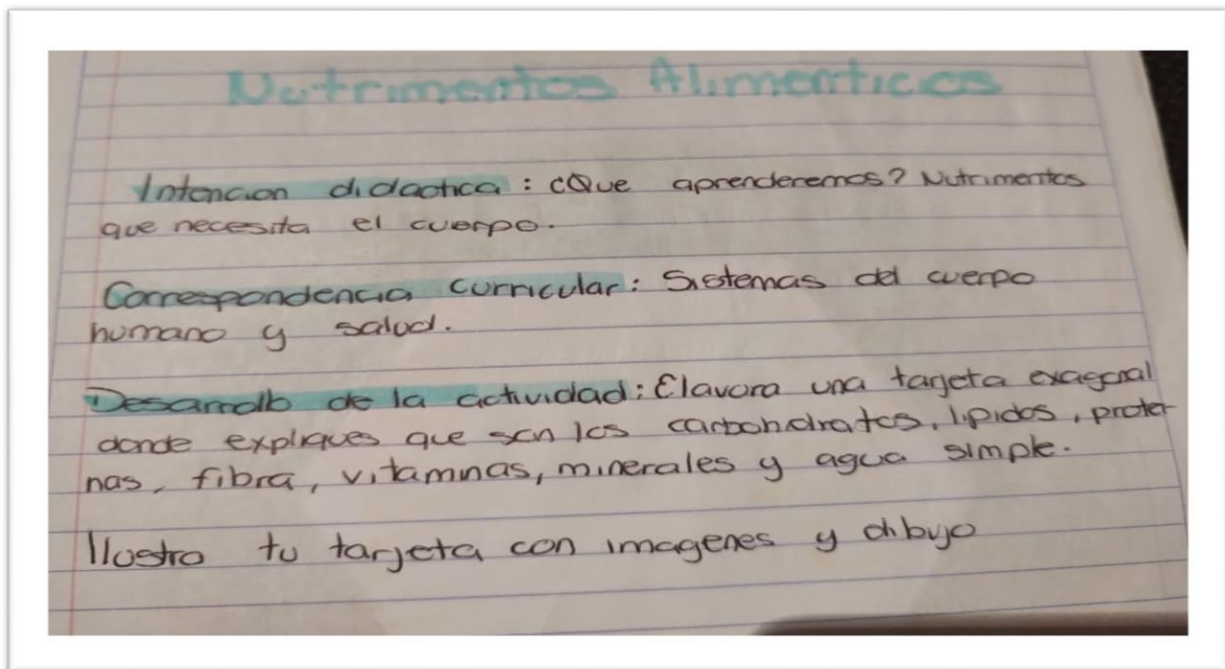 Nutrimentos Alimenticos
Intencion didactica : ¿Que aprenderemos? Nutrimentos
que necesita el cuerpo.
Correspondencia curricular: Sistemas del cuerpo
humano y salud.
Desarrollo de la actividad: Elavora una tarjeta exagonal
donde expliques que son los carbohidratos, lipidos, protei-
nas, fibra, vitaminas, minerales y agua simple.
Ilustra tu tarjeta con imagenes y dibujo